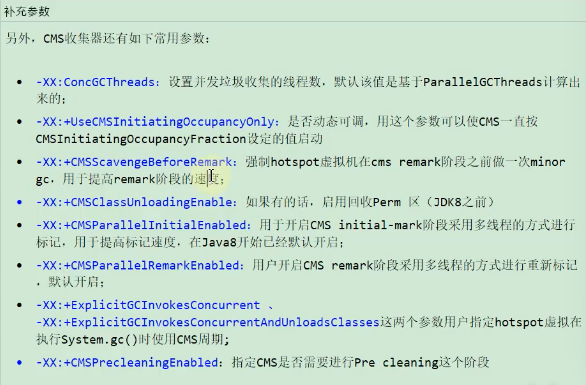 补充参数
另外，CMS收集器还有如下常用参数：
• -XX:ConcGCThreads：设置并发垃圾收集的线程数，默认该值是基于ParallelGCThreads计算出
来的；
• -XX:+UseCMSInitiatingOccupancyOnly：是否动态可调，用这个参数可以使CMS一直按
CMSInitiatingOccupancyFraction设定的值启动
• -XX:+CMSScavengeBeforeRemark：强制hotspot虚拟机在cms remark阶段之前做一次minor
gc，用于提高remark阶段的速度；
• -XX:+CMSClassUnloadingEnable：如果有的话，启用回收Perm 区（JDK8之前）
• -XX:+CMSParallelInitialEnabled：用于开启CMS initial-mark阶段采用多线程的方式进行
标记，用于提高标记速度，在Java8开始已经默认开启；
• -XX:+CMSParallelRemarkEnabled：用户开启CMS remark阶段采用多线程的方式进行重新标记
，默认开启；
• -XX:+ExplicitGCInvokesConcurrent 、
-XX:+ExplicitGCInvokesConcurrentAndUnloadsClasses这两个参数用户指定hotspot虚拟在
执行System.gc()时使用CMS周期；
• -XX:+CMSPrecleaningEnabled：指定CMS是否需要进行Pre cleaning这个阶段